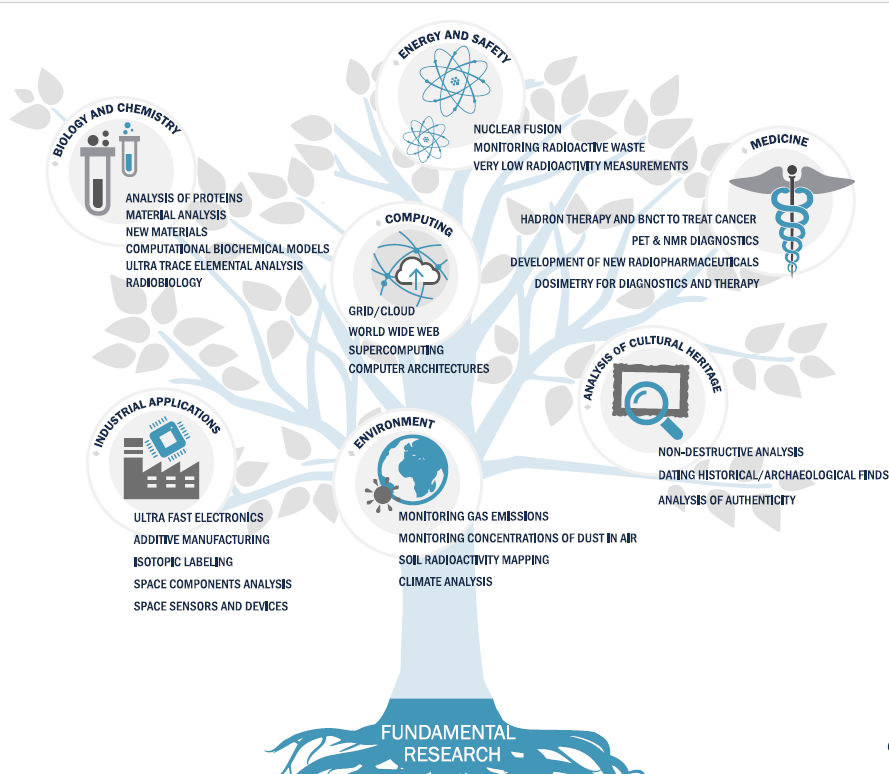 ENERGY AND SAFETY
NUCLEAR FUSION
MONITORING RADIOACTIVE WASTE
VERY LOW RADIOACTIVITY MEASUREMENTS
BIOLOGY AND CHEMISTRY
ANALYSIS OF PROTEINS
MATERIAL ANALYSIS
NEW MATERIALS
COMPUTATIONAL BIOCHEMICAL MODELS
ULTRA TRACE ELEMENTAL ANALYSIS
RADIOBIOLOGY
MEDICINE
HADRON THERAPY AND BNCT TO TREAT CANCER
PET & NMR DIAGNOSTICS
DEVELOPMENT OF NEW RADIOPHARMACEUTICALS
DOSIMETRY FOR DIAGNOSTICS AND THERAPY
COMPUTING
GRID/CLOUD
WORLD WIDE WEB
SUPERCOMPUTING
COMPUTER ARCHITECTURES
ANALYSIS OF CULTURAL HERITAGE
NON-DESTRUCTIVE ANALYSIS
DATING HISTORICAL/ARCHAEOLOGICAL FINDS
ANALYSIS OF AUTHENTICITY
INDUSTRIAL APPLICATIONS
ULTRA FAST ELECTRONICS
ADDITIVE MANUFACTURING
ISOTOPIC LABELING
SPACE COMPONENTS ANALYSIS
SPACE SENSORS AND DEVICES
ENVIRONMENT
MONITORING GAS EMISSIONS
MONITORING CONCENTRATIONS OF DUST IN AIR
SOIL RADIOACTIVITY MAPPING
CLIMATE ANALYSIS
FUNDAMENTAL
RESEARCH